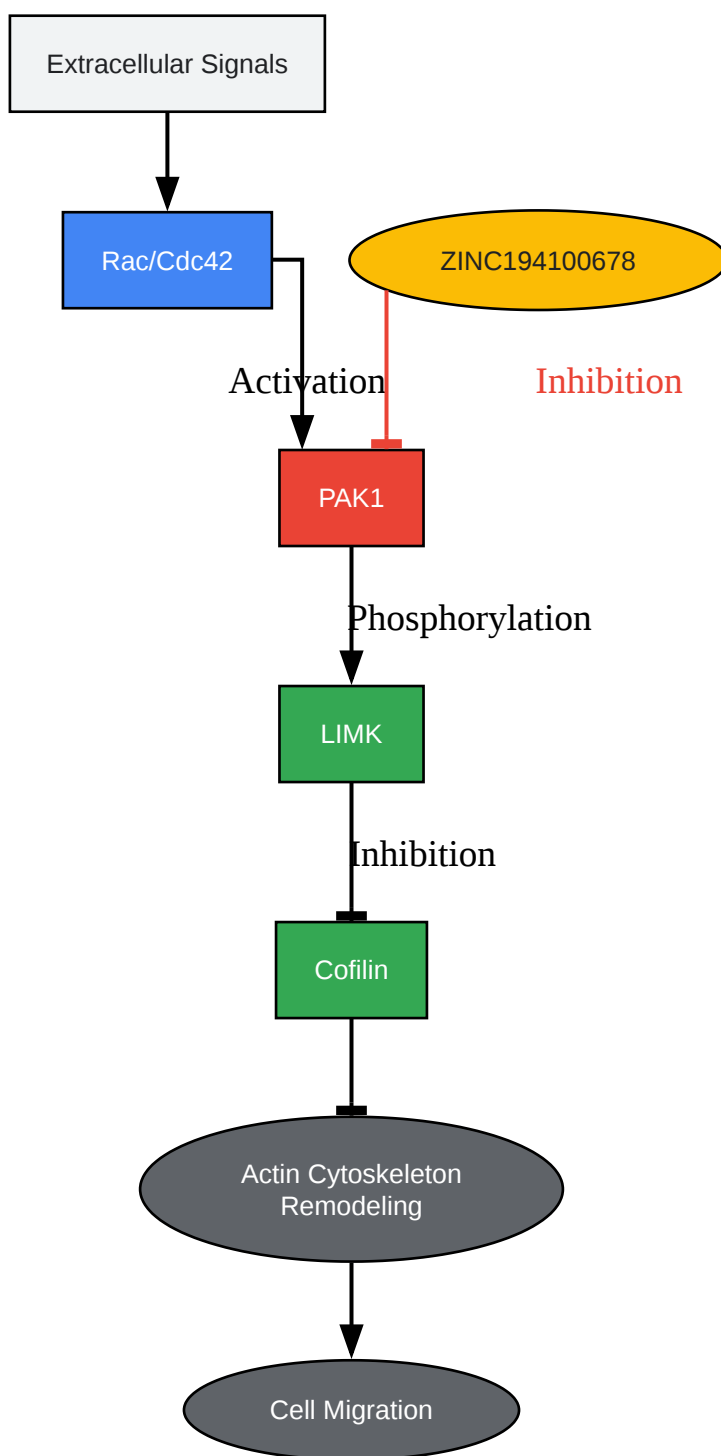 Extracellular Signals
Rac/Cdc42
ZINC194100678
Activation
Inhibition
PAK1
Phosphorylation
LIMK
Inhibition
Cofilin
Actin Cytoskeleton
Remodeling
Cell Migration